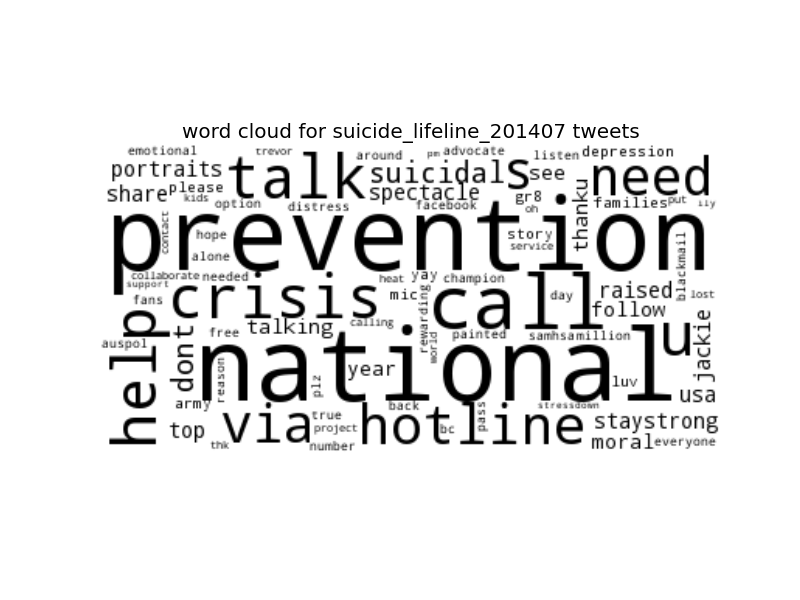 word cloud for suicide_lifeline_201407 tweets
emotional trevor around pm advocate listen depression
portraits talk suicidal s see need
share please kids option distress spectacle facebook gr8 oh thanku families put ily
prevention
contact hope alone story service blackmail
collaborate needed heat yay champion
support fans crisis mic rewarding call day raised lost
help dont free talking calling world painted samhsa million follow u jackie
auspol national
reason plz year luv usa
army via true back hotline pass stressdown
top project bc staystrong
thk number moral everyone